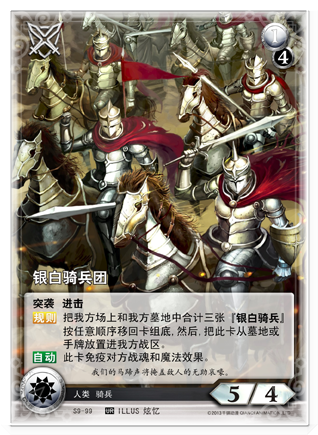 1
4
银白骑兵团
突袭 进击
规则 把我方场上和我方墓地中合计三张『银白骑兵』
按任意顺序移回卡组底,然后,把此卡从墓地或
手牌放置进我方战区。
自动 此卡免疫对方战魂和魔法效果。
我们的马蹄声将掩盖敌人的无助哀嚎。
人类 骑兵
5/4
S9-99 UR ILLUS 炫忆